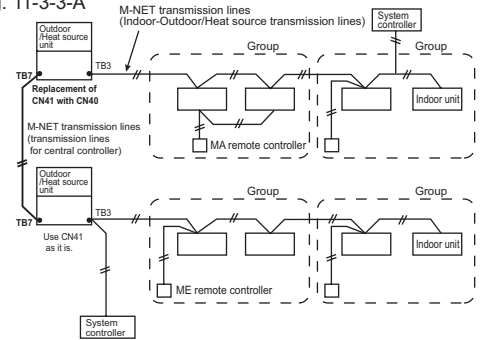 g. 11-3-3-A
Outdoor
/Heat source
unit
M-NET transmission lines
(Indoor-Outdoor/Heat source transmission lines)
System
controller
Group
Group
TB3
TB7
Replacement of
CN41 with CN40
Indoor unit
MA remote controller
M-NET transmission lines
(transmission lines
for central controller)
Outdoor
/Heat source
unit
Group
Group
TB3
TB7
Use CN41
as it is.
Indoor unit
ME remote controller
System
controller